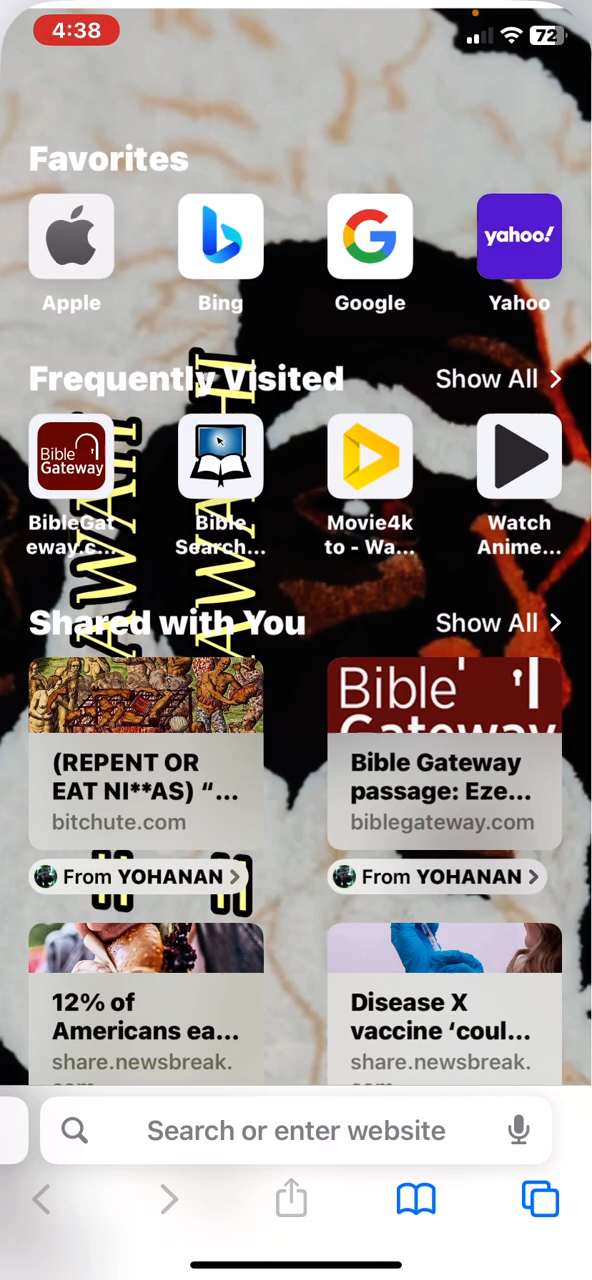 4:38
72
Favorites
yahoo!
Apple
Bing
Google
Yahoo
Frequently Visited
Show All
Bible
Gateway
BibleGat
eway.c...
Bible
Search...
Movie4k
to - Wa...
Watch
Anime...
Shared with You
Show All
Bible
Gateway
(REPENT OR
EAT NI**AS) “...
bitchute.com
Bible Gateway
passage: Eze...
biblegateway.com
From YOHANAN
From YOHANAN
12% of
Americans ea...
share.newsbreak.
com
Disease X
vaccine ‘coul...
share.newsbreak.
com
Search or enter website